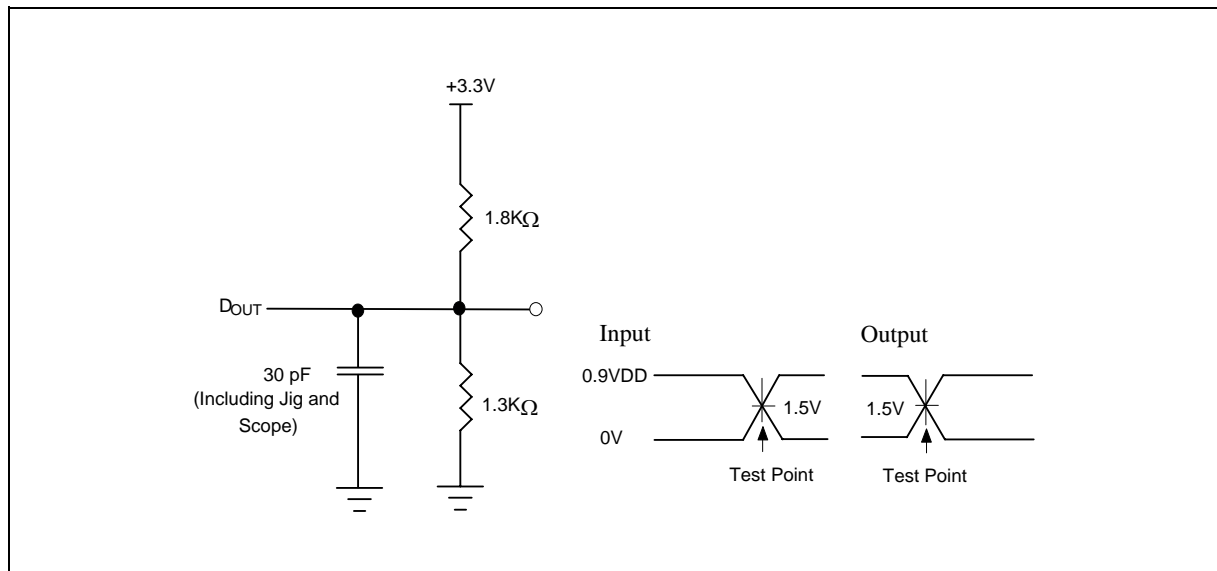 +3.3V
1.8KΩ
DOUT
30 pF
(Including Jig and
Scope)
1.3KΩ
Input
Output
0.9VDD
1.5V
1.5V
0V
Test Point
Test Point